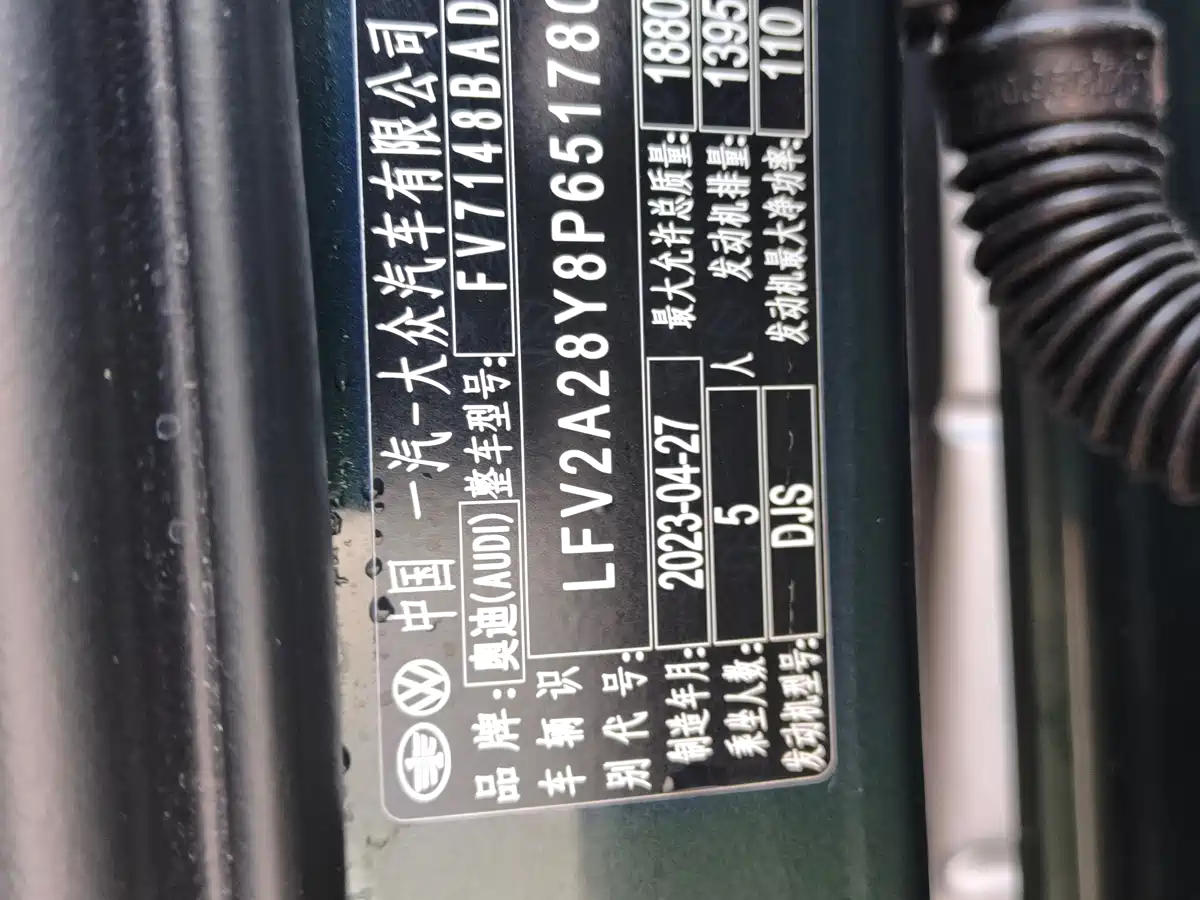 中国 一汽-大众汽车有限公司
品牌: 奥迪(AUDI) 整车型号: FV7148BAD
车辆识别代号: LFV2A28Y8P651780
制造年月: 2023-04-27 最大允许总质量: 1880
乘坐人数: 5 人 发动机排量: 1395
发动机型号: DJS 发动机最大净功率: 110